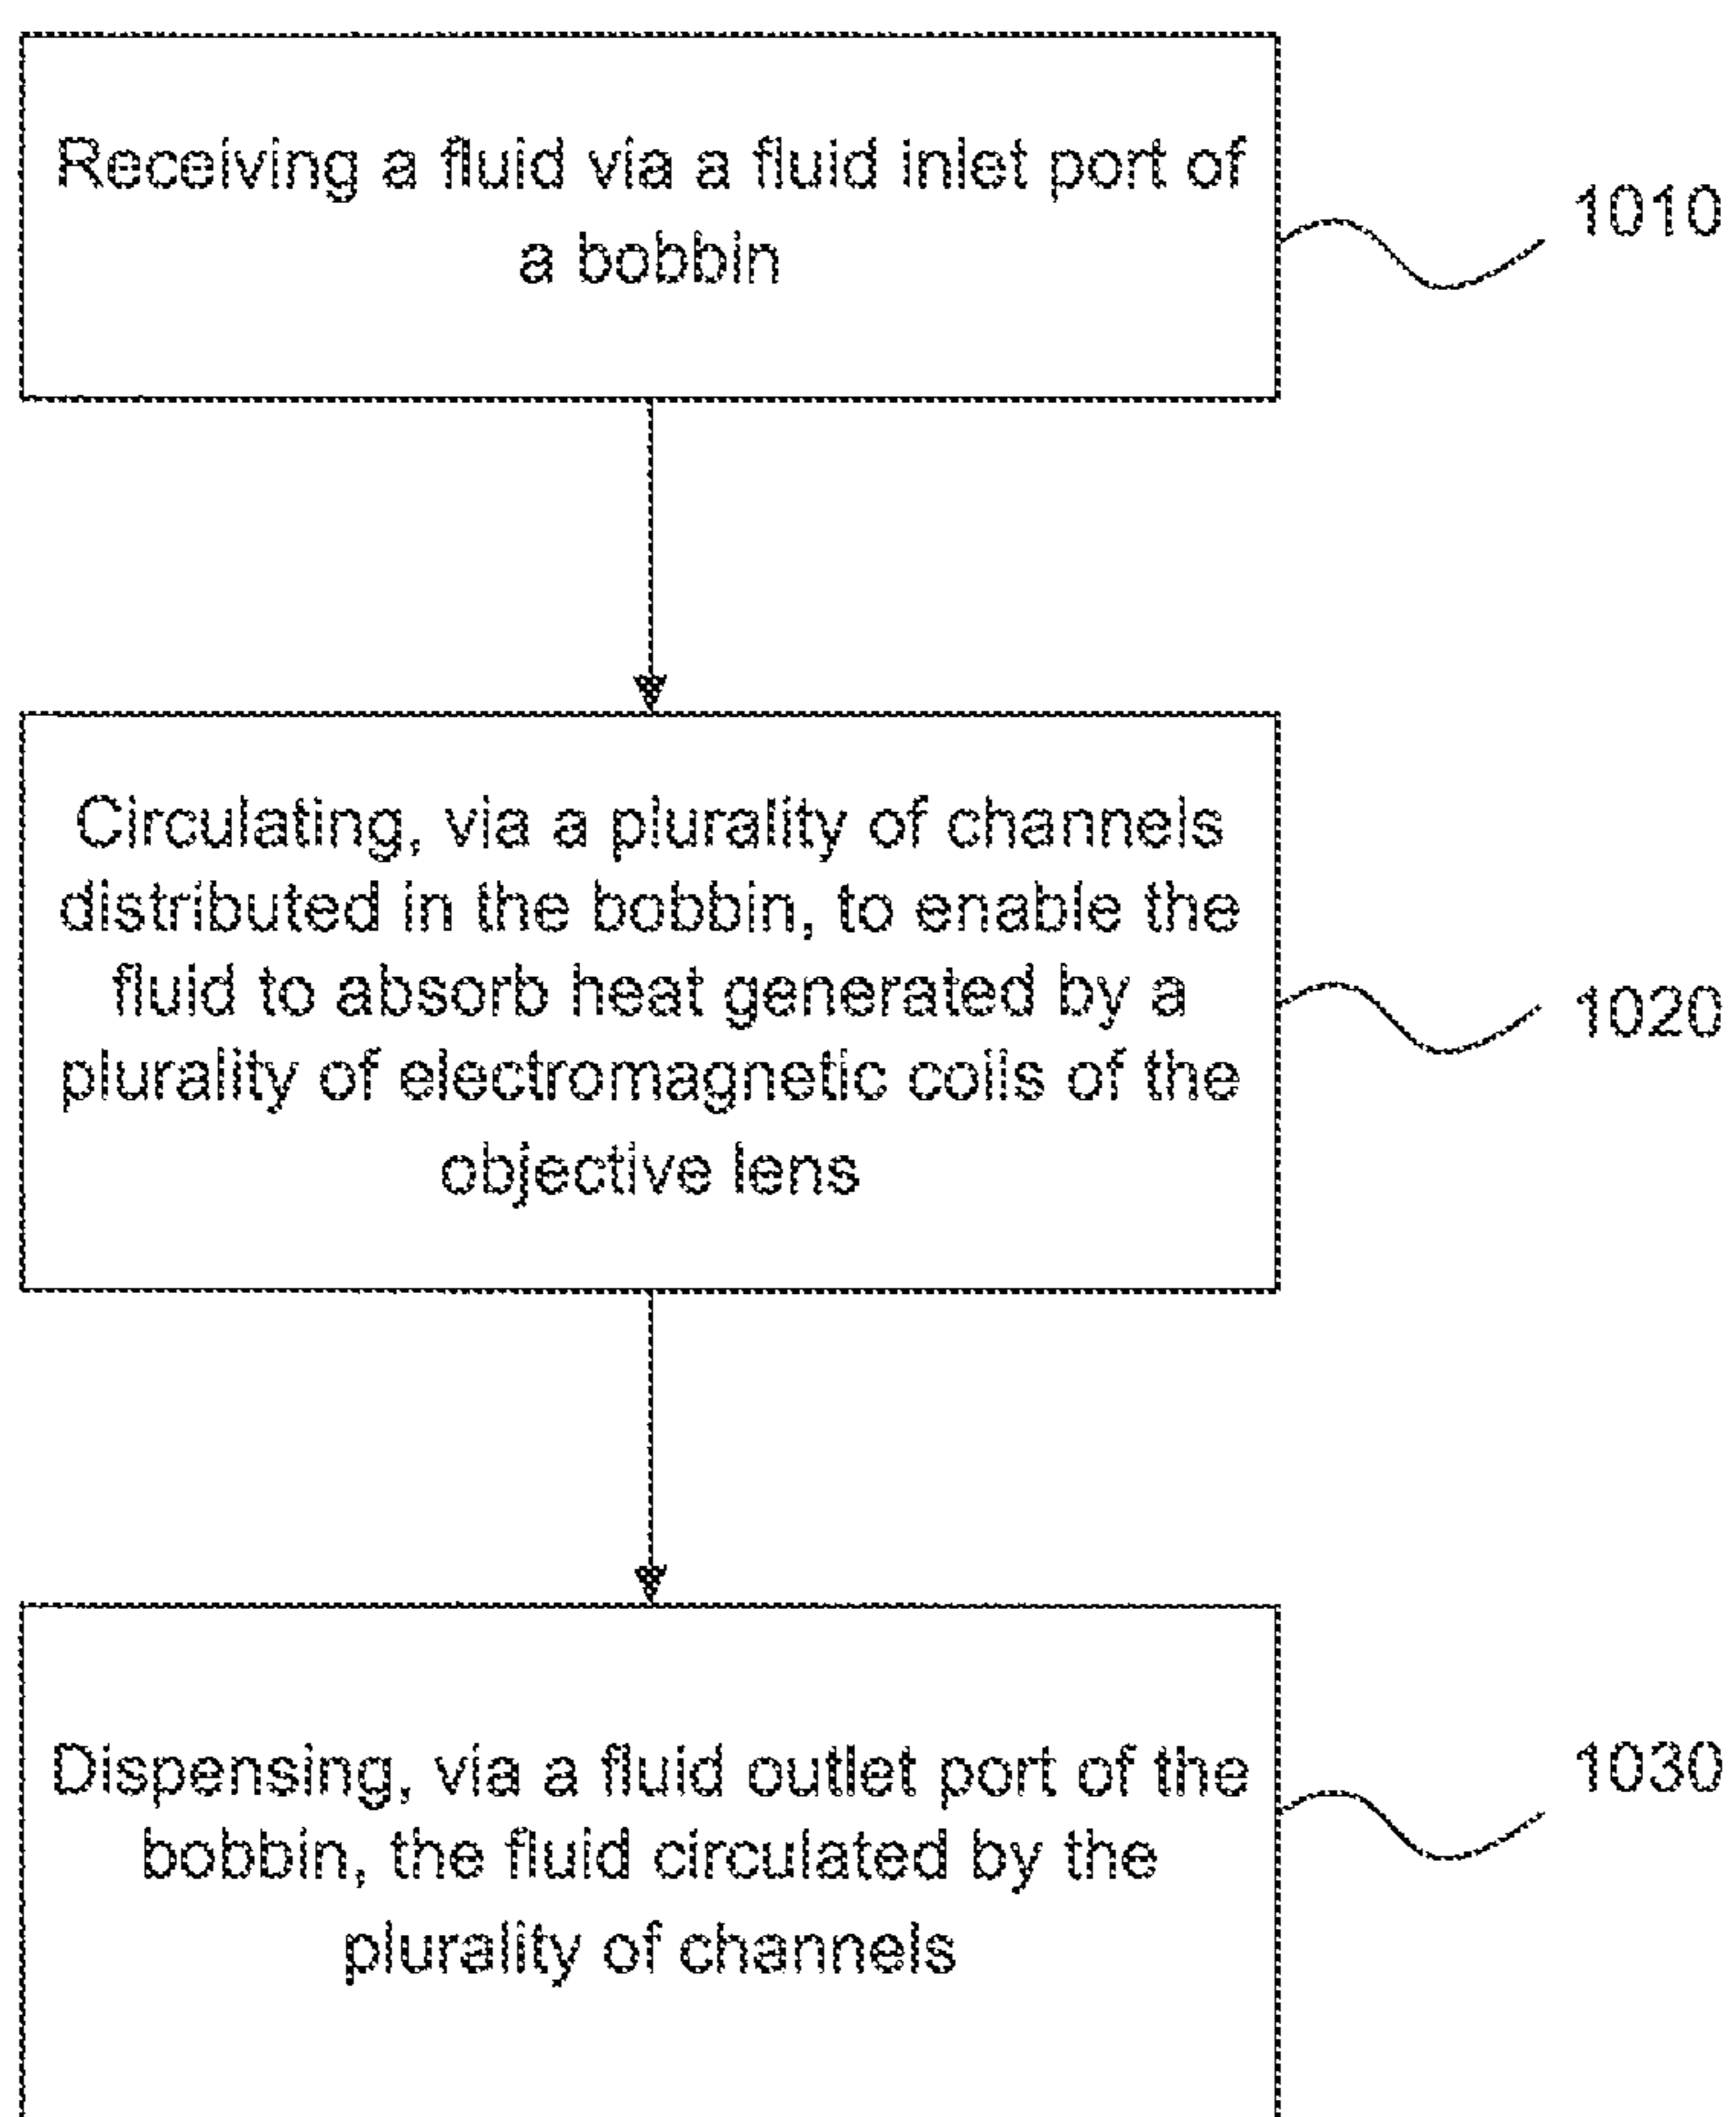 Receiving a fluid via a fluid inlet port of
a bobbin
1010
Circulating, via a plurality of channels
distributed in the bobbin, to enable the
fluid to absorb heat generated by a
plurality of electromagnetic coils of the
objective lens
1020
Dispensing, via a fluid outlet port of the
bobbin, the fluid circulated by the
plurality of channels
1030